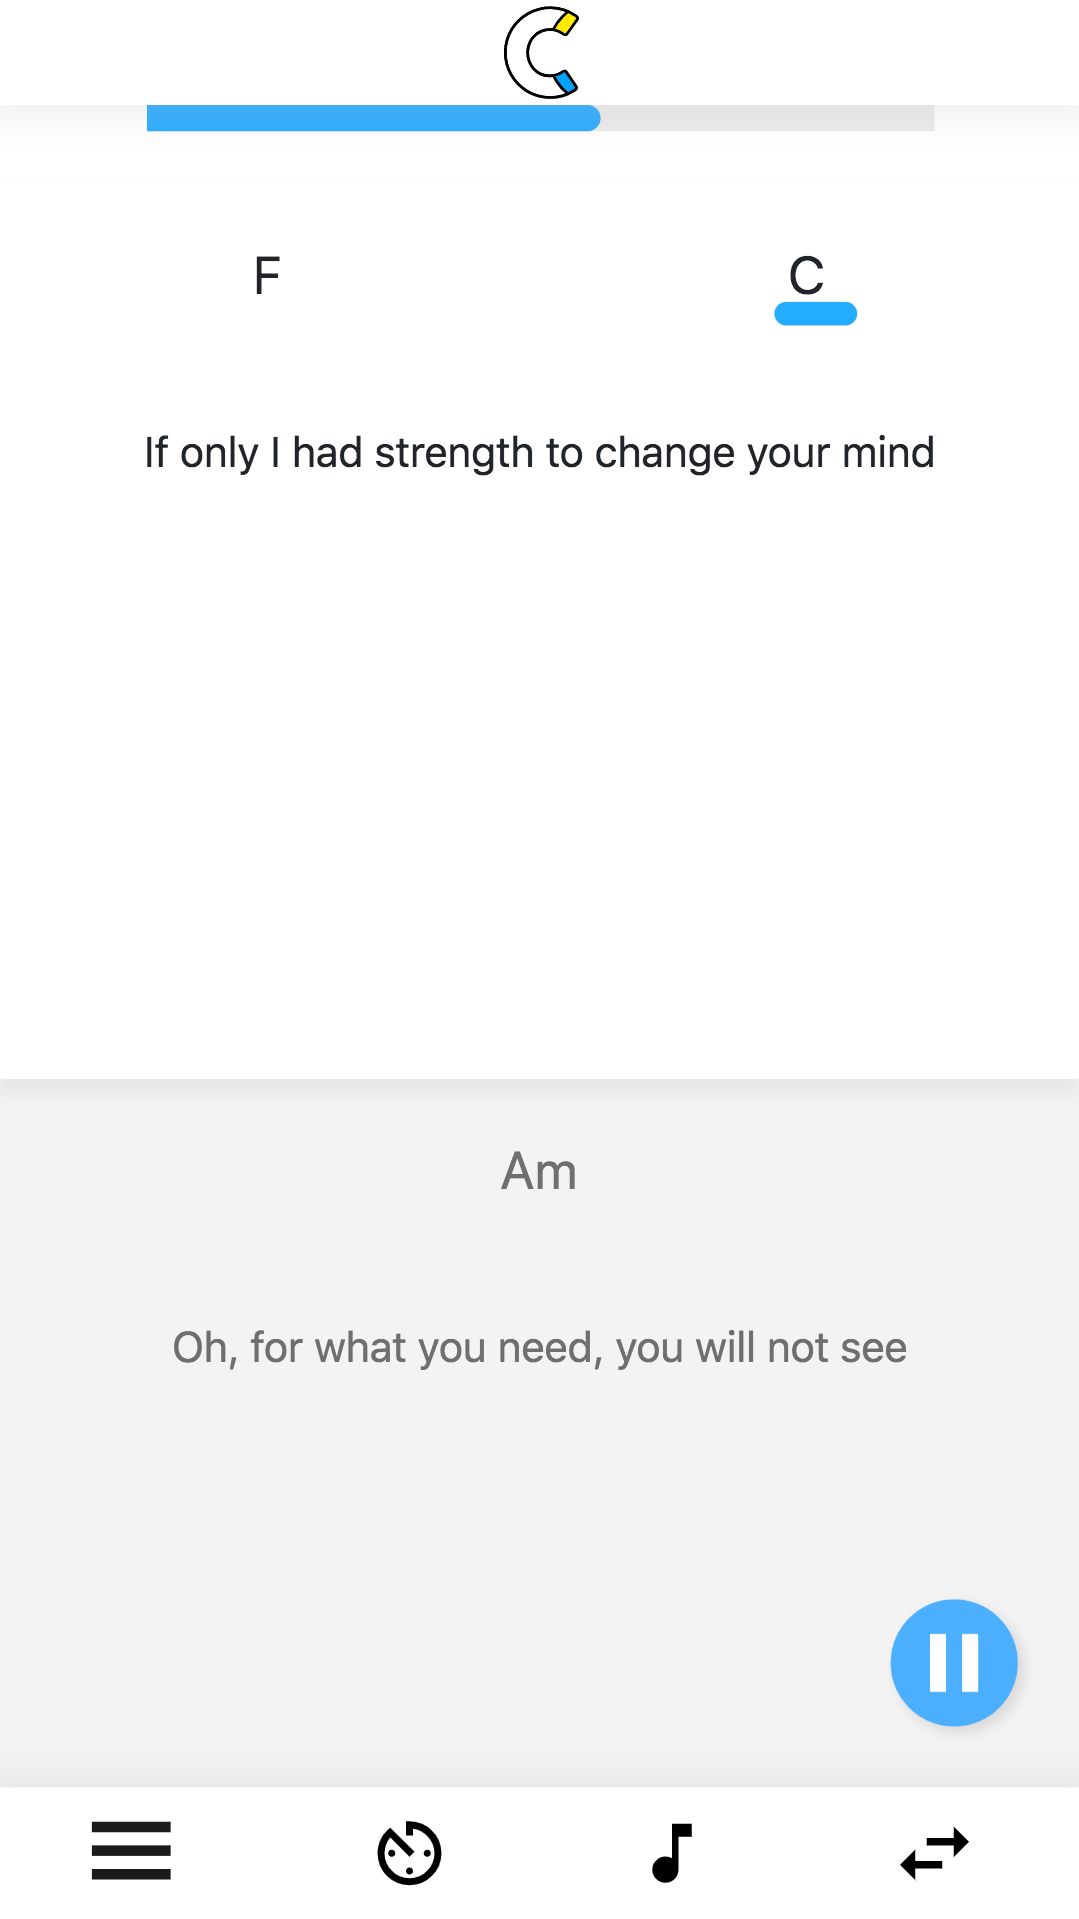 F C
If only I had strength to change your mind
Am
Oh, for what you need, you will not see